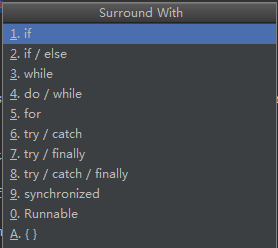 Surround With
1. if
2. if / else
3. while
4. do / while
5. for
6. try / catch
7. try / finally
8. try / catch / finally
9. synchronized
0. Runnable
A. { }